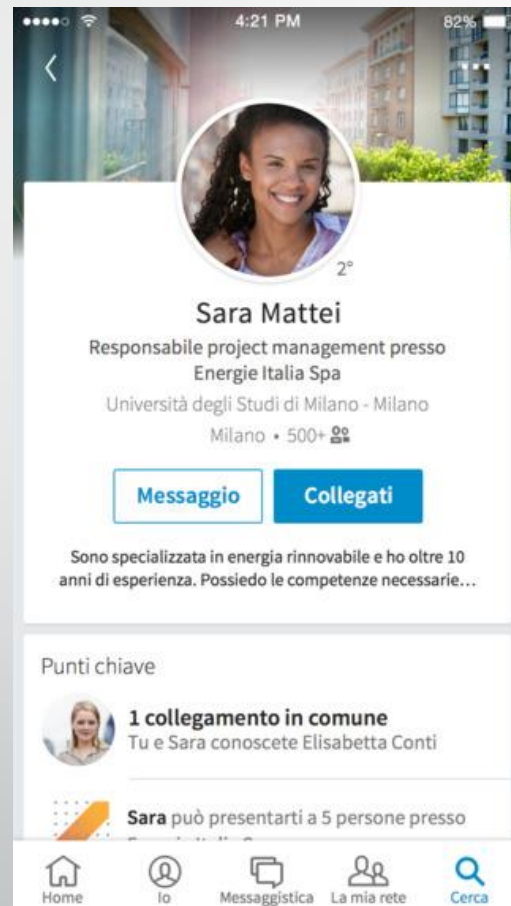 4:21 PM
82%
2°
Sara Mattei
Responsabile project management presso
Energie Italia Spa
Università degli Studi di Milano - Milano
Milano • 500+
Messaggio
Collegati
Sono specializzata in energia rinnovabile e ho oltre 10
anni di esperienza. Possiedo le competenze necessarie…
Punti chiave
1 collegamento in comune
Tu e Sara conoscete Elisabetta Conti
Sara può presentarti a 5 persone presso
Home
Io
Messaggistica
La mia rete
Cerca